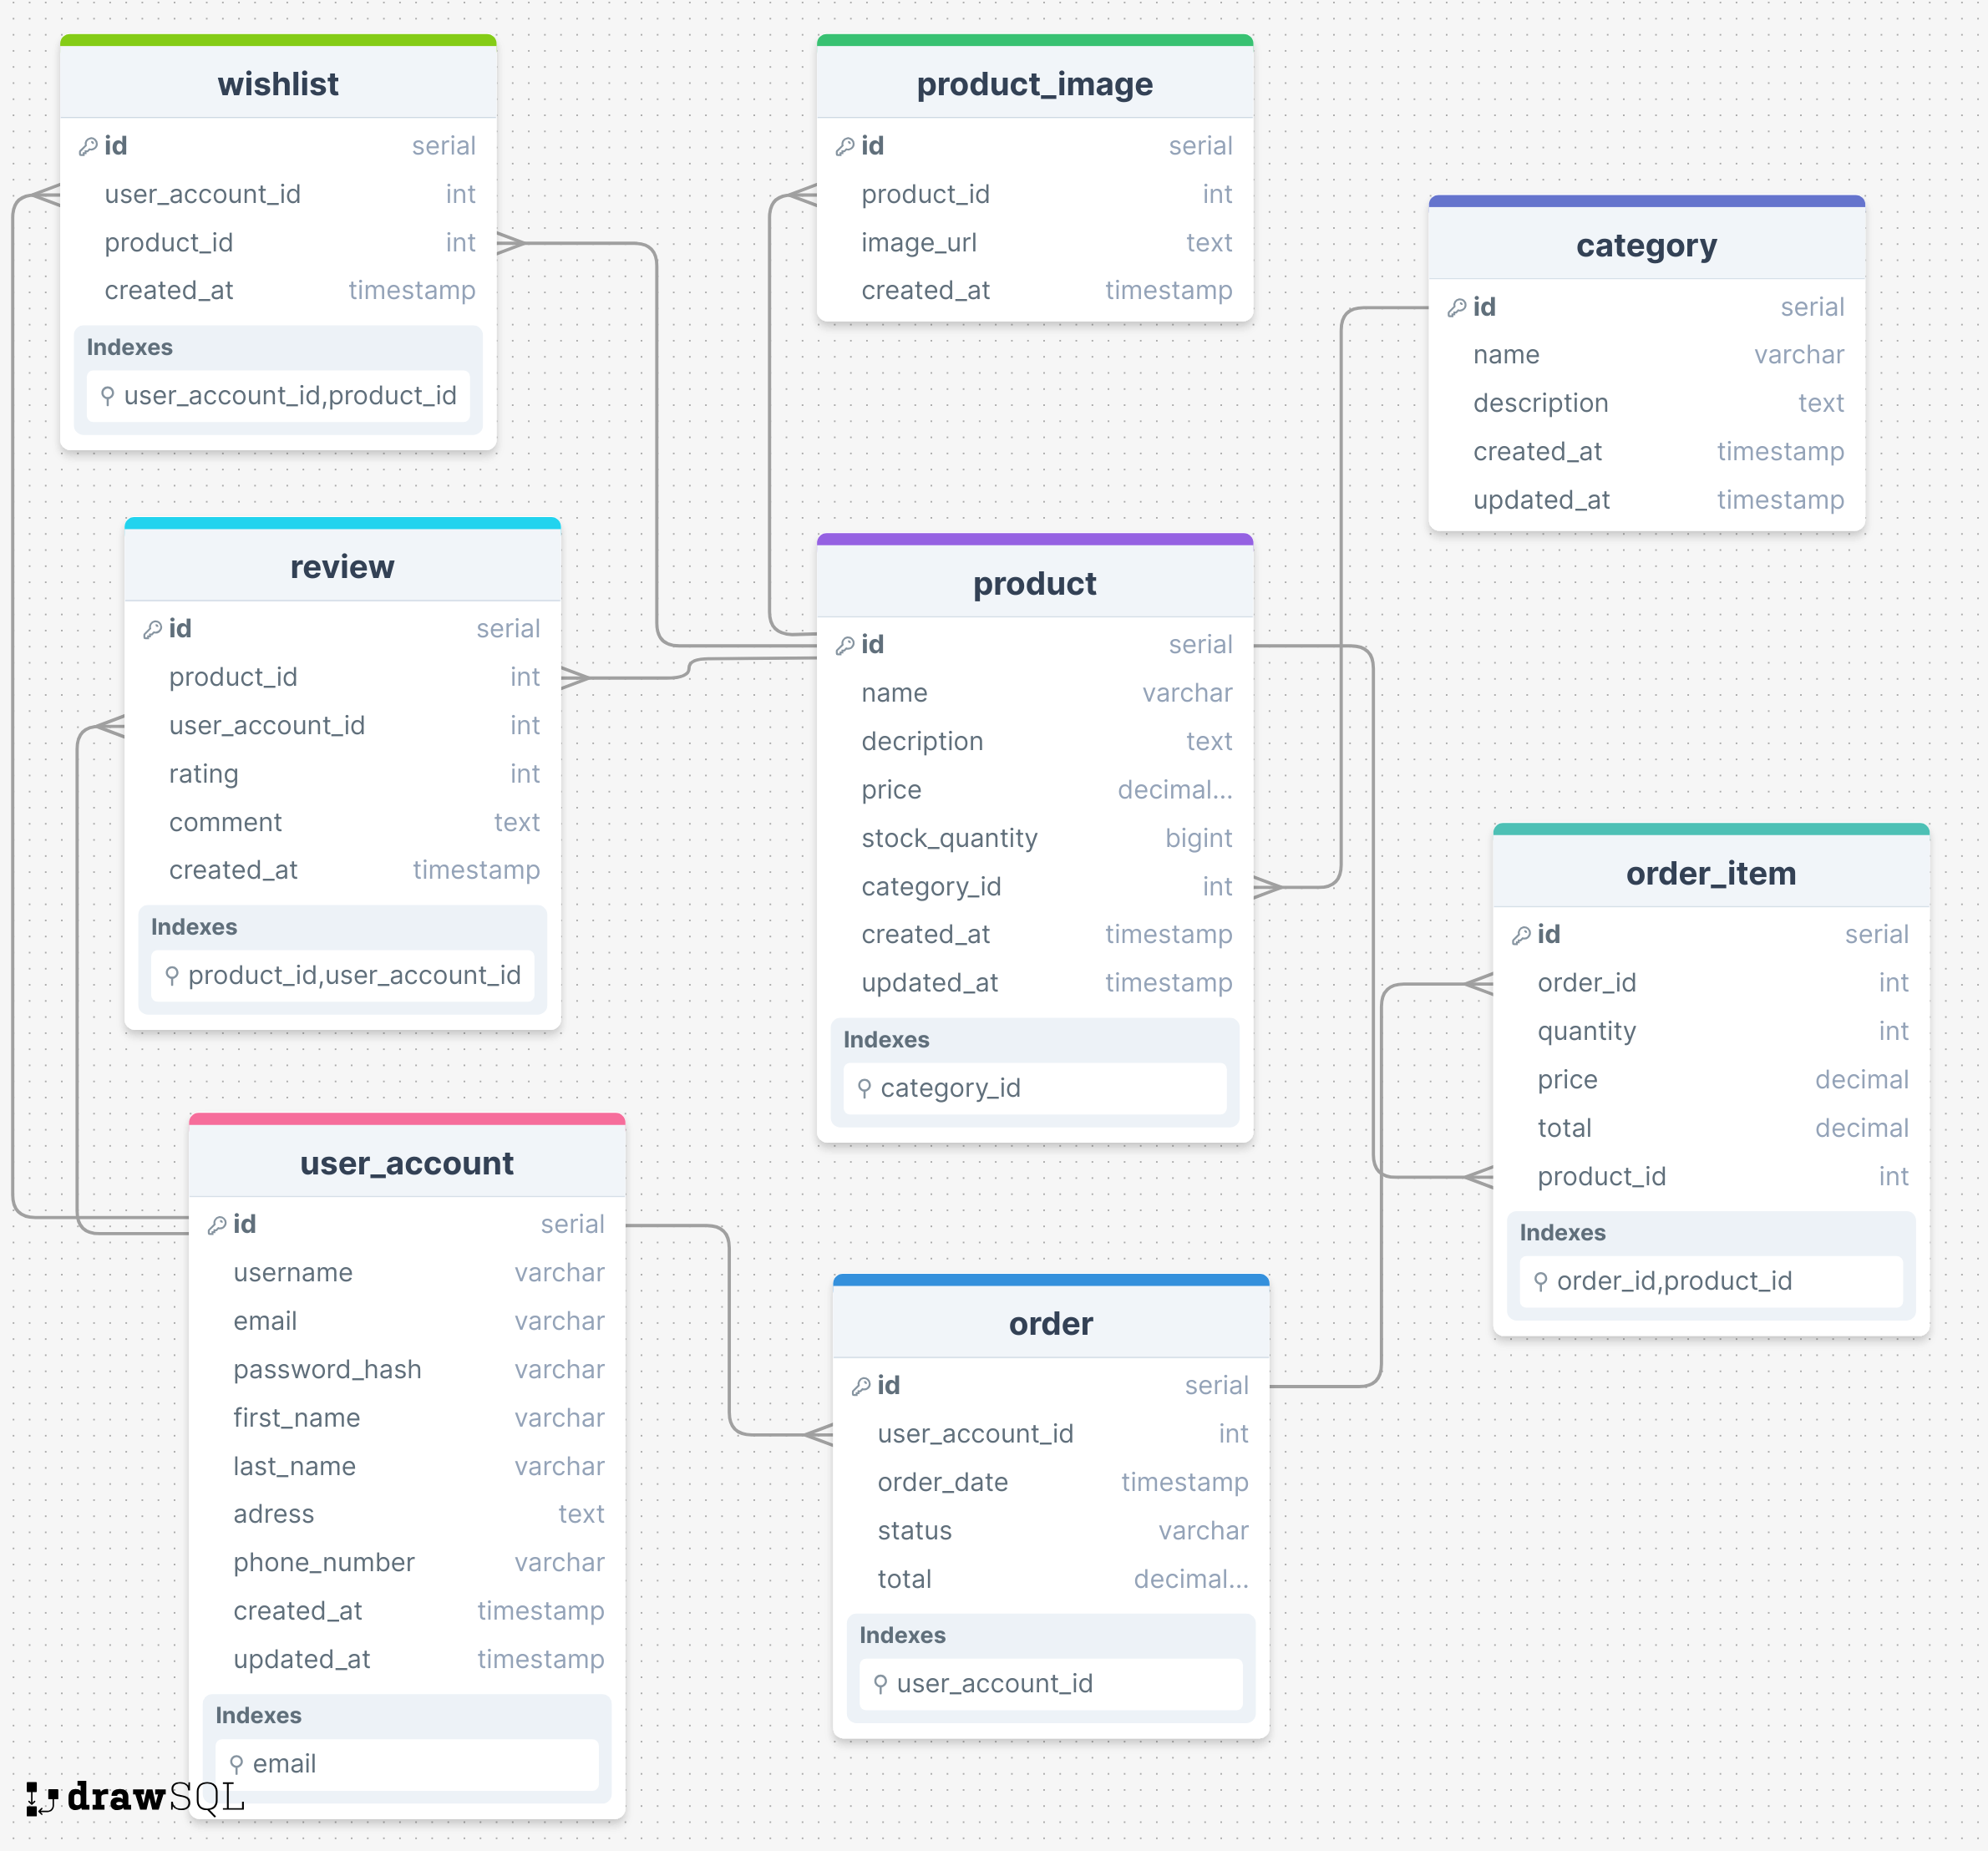 wishlist
id serial
user_account_id int
product_id int
created_at timestamp
Indexes
user_account_id,product_id
product_image
id serial
product_id int
image_url text
created_at timestamp
category
id serial
name varchar
description text
created_at timestamp
updated_at timestamp
review
id serial
product_id int
user_account_id int
rating int
comment text
created_at timestamp
Indexes
product_id,user_account_id
product
id serial
name varchar
decription text
price decimal...
stock_quantity bigint
category_id int
created_at timestamp
updated_at timestamp
Indexes
category_id
order_item
id serial
order_id int
quantity int
price decimal
total decimal
product_id int
Indexes
order_id,product_id
user_account
id serial
username varchar
email varchar
password_hash varchar
first_name varchar
last_name varchar
adress text
phone_number varchar
created_at timestamp
updated_at timestamp
Indexes
email
order
id serial
user_account_id int
order_date timestamp
status varchar
total decimal...
Indexes
user_account_id
drawSQL